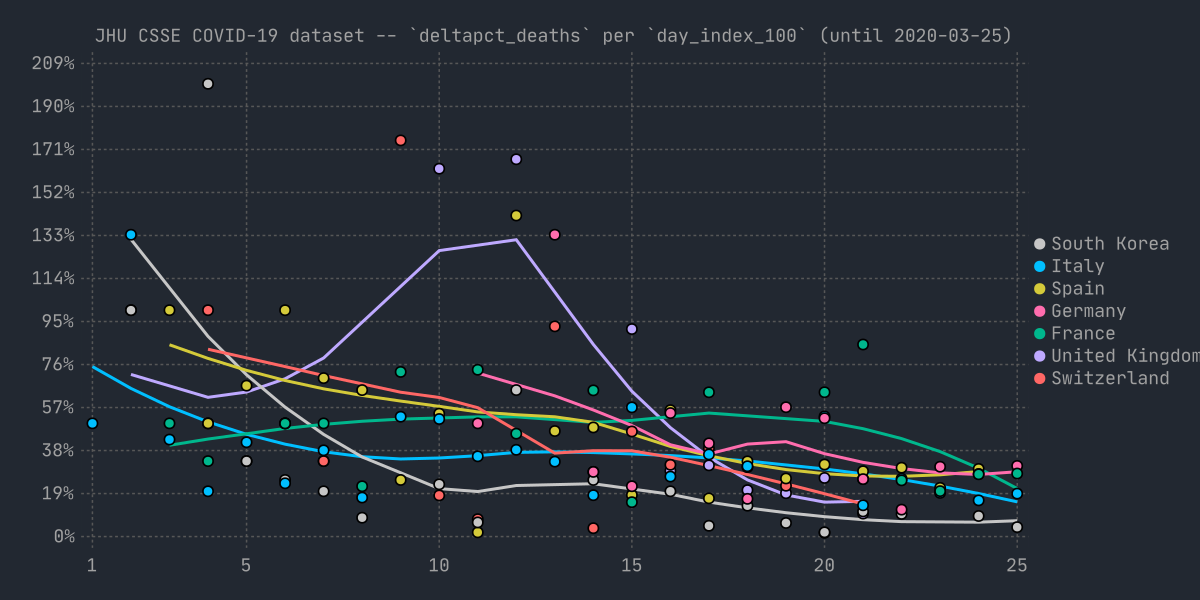 JHU CSSE COVID-19 dataset -- `deltapct_deaths` per `day_index_100` (until 2020-03-25)
209%
190%
171%
152%
133%
114%
95%
76%
57%
38%
19%
0%
1 5 10 15 20 25
South Korea
Italy
Spain
Germany
France
United Kingdom
Switzerland